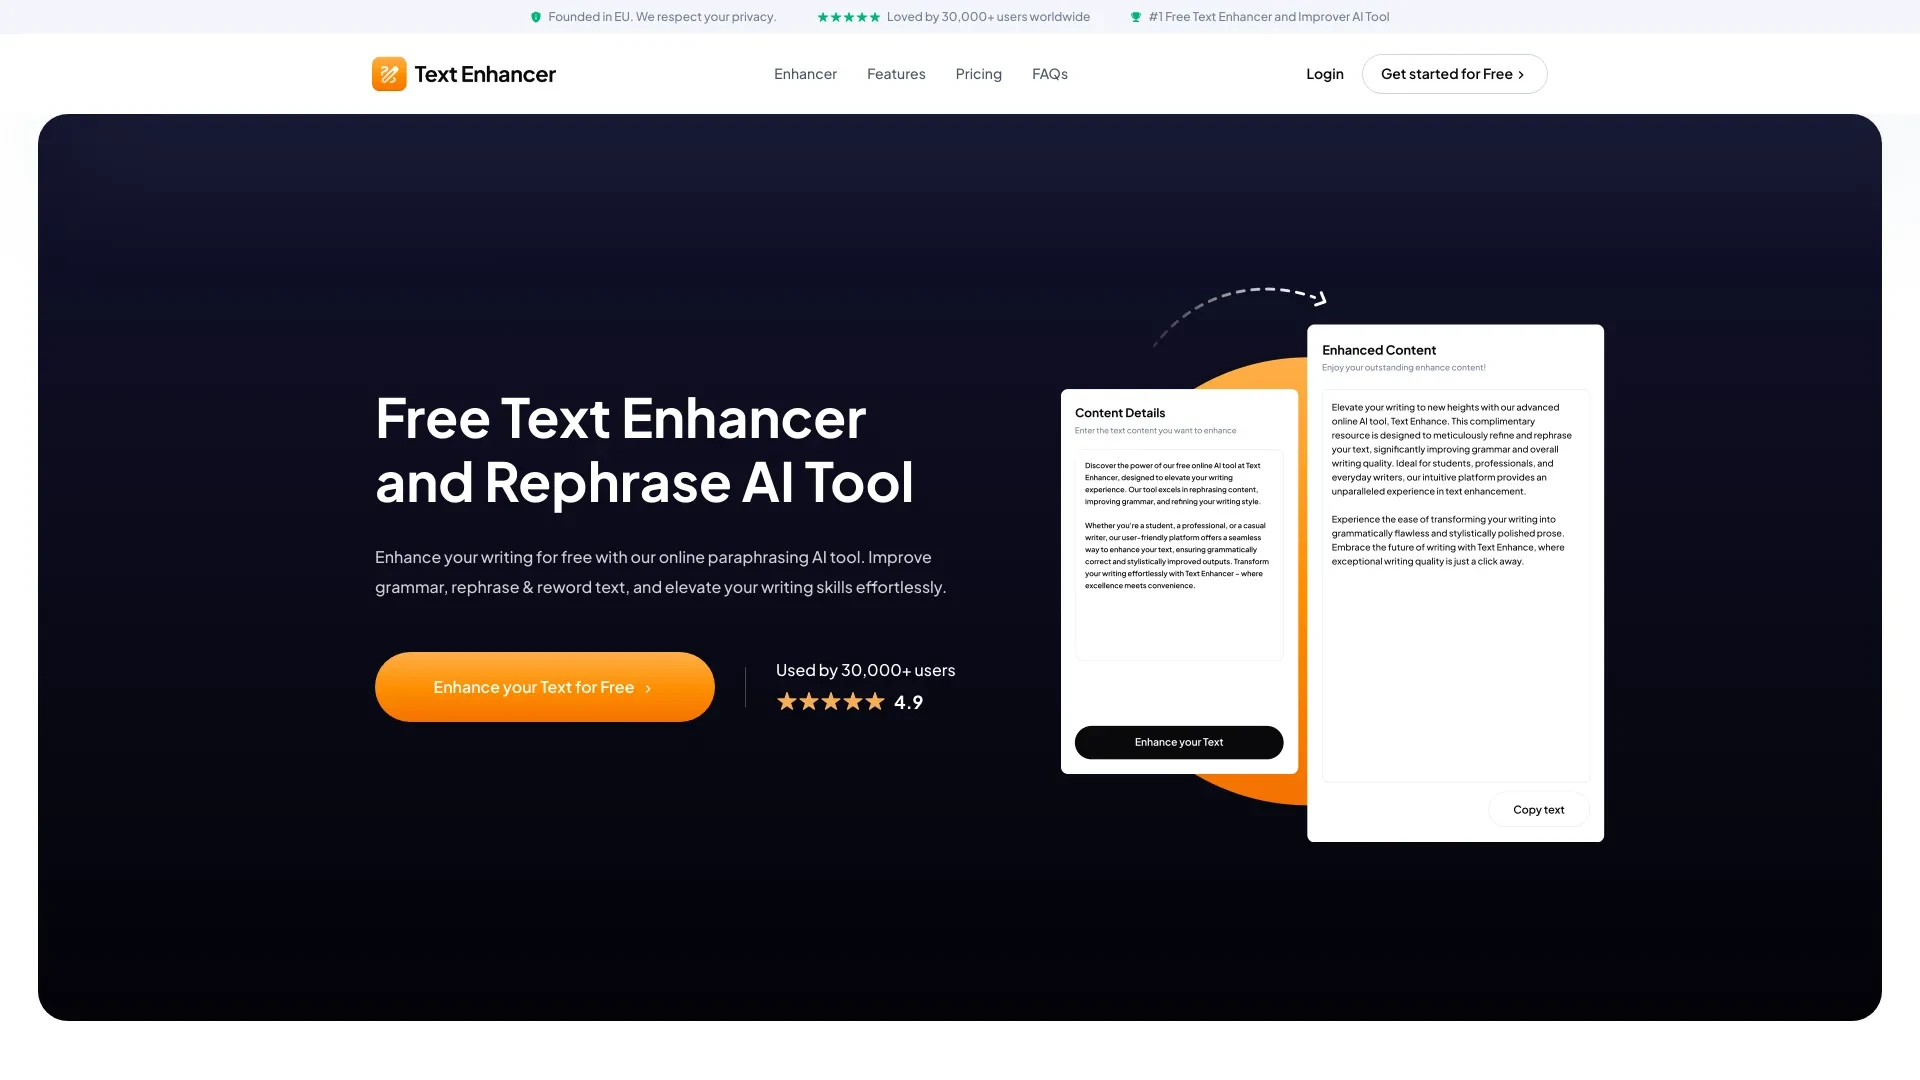 Founded in EU. We respect your privacy.
Loved by 30,000+ users worldwide
#1 Free Text Enhancer and Improver AI Tool
Text Enhancer
Enhancer
Features
Pricing
FAQs
Login
Get started for Free ›
Free Text Enhancer
and Rephrase AI Tool
Enhance your writing for free with our online paraphrasing AI tool. Improve
grammar, rephrase & reword text, and elevate your writing skills effortlessly.
Enhance your Text for Free ›
Used by 30,000+ users
4.9
Content Details
Enter the text content you want to enhance
Discover the power of our free online AI tool at Text
Enhancer, designed to elevate your writing
experience. Our tool excels in rephrasing content,
improving grammar, and refining your writing style.
Whether you're a student, a professional, or a casual
writer, our user-friendly platform offers a seamless
way to enhance your text, ensuring grammatically
correct and stylistically improved outputs. Transform
your writing effortlessly with Text Enhancer – where
excellence meets convenience.
Enhance your Text
Enhanced Content
Enjoy your outstanding enhance content!
Elevate your writing to new heights with our advanced
online AI tool, Text Enhance. This complimentary
resource is designed to meticulously refine and rephrase
your text, significantly improving grammar and overall
writing quality. Ideal for students, professionals, and
everyday writers, our intuitive platform provides an
unparalleled experience in text enhancement.
Experience the ease of transforming your writing into
grammatically flawless and stylistically polished prose.
Embrace the future of writing with Text Enhance, where
exceptional writing quality is just a click away.
Copy text